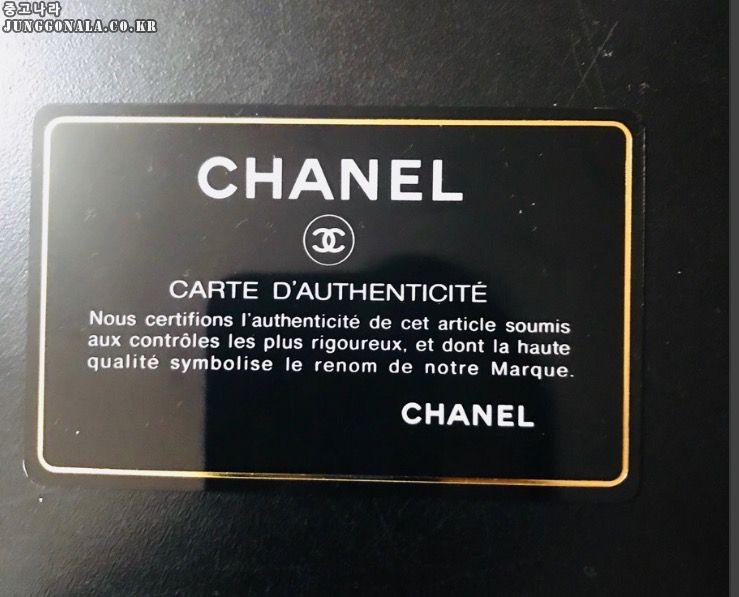 중고나라
JUNGGONALA.CO.KR
CHANEL
CARTE D'AUTHENTICITÉ
Nous certifions l'authenticité de cet article soumis
aux contrôles les plus rigoureux, et dont la haute
qualité symbolise le renom de notre Marque.
CHANEL